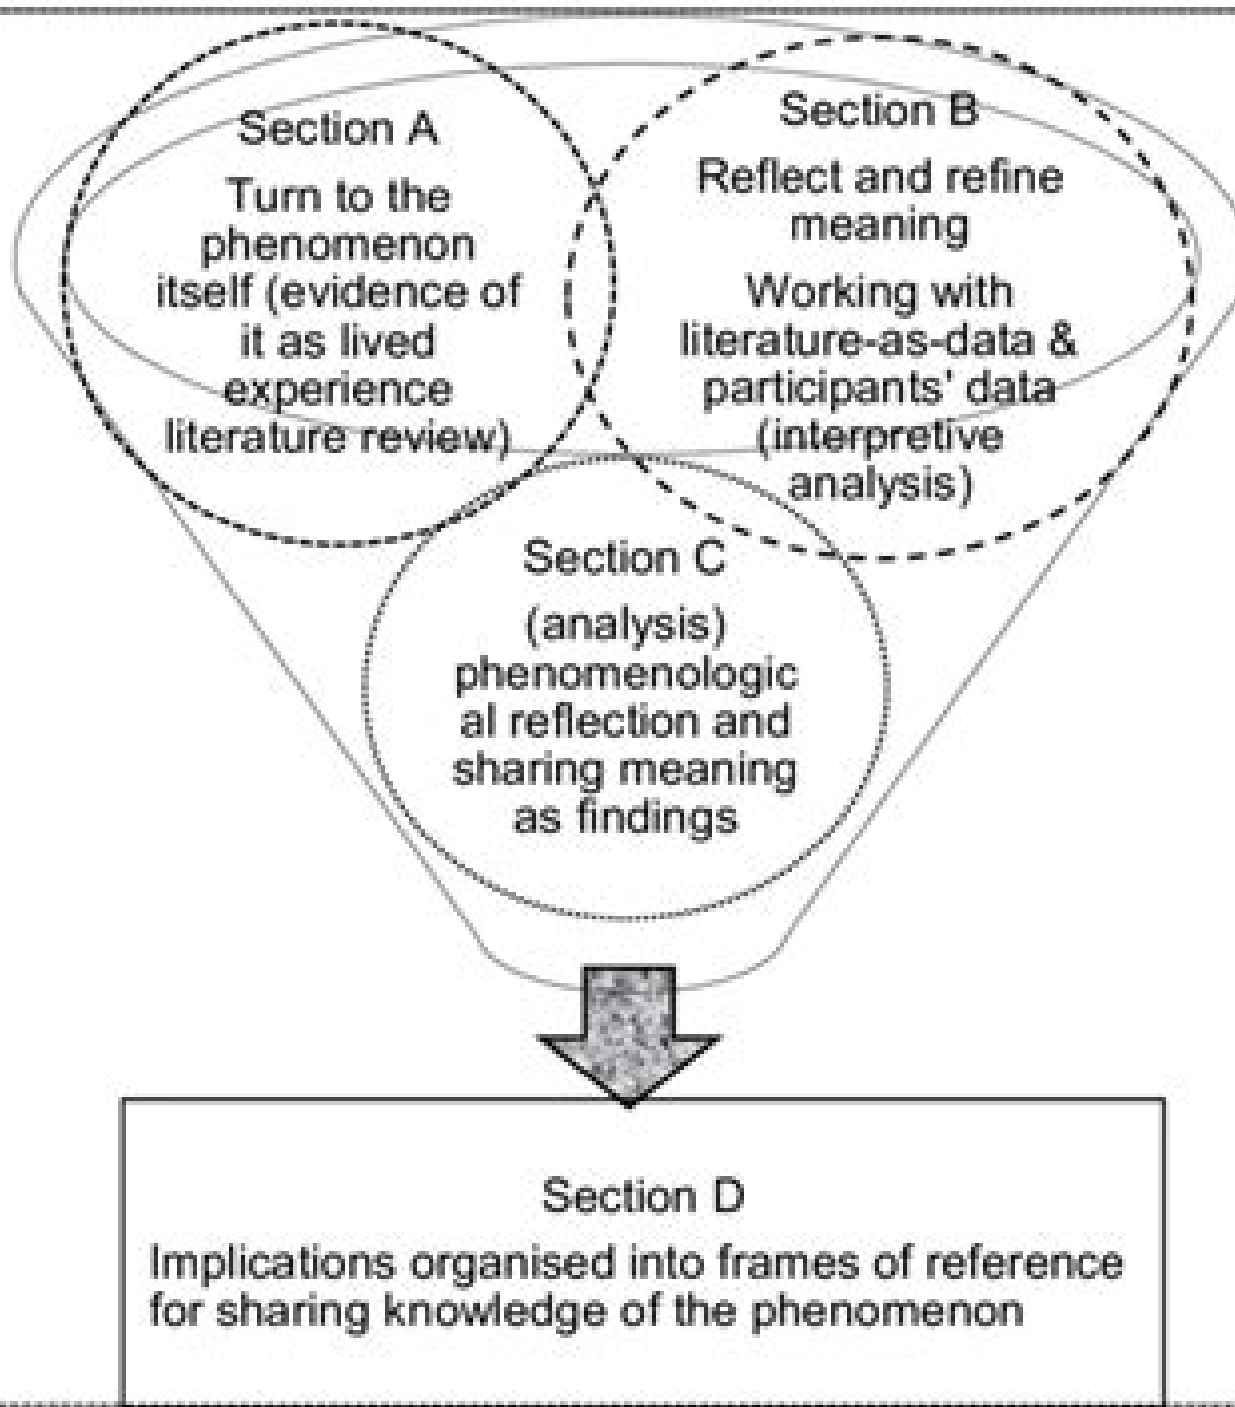 Section A
Turn to the
phenomenon
itself (evidence of
it as lived
experience
literature review)
Section B
Reflect and refine
meaning
Working with
literature-as-data &
participants' data
(interpretive
analysis)
Section C
(analysis)
phenomenologic
al reflection and
sharing meaning
as findings
Section D
Implications organised into frames of reference
for sharing knowledge of the phenomenon